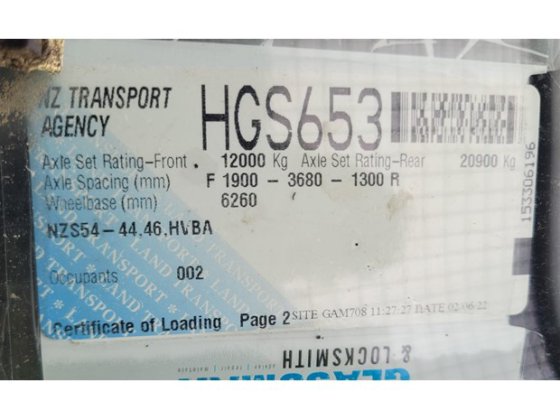 NZ TRANSPORT
AGENCY
HGS653
Axle Set Rating-Front . 12000 Kg Axle Set Rating-Rear 20900 Kg
Axle Spacing (mm) F 1900 - 3680 - 1300 R
Wheelbase (mm) 6260
NZS54-44.46.HVBA
Occupants 002
Certificate of Loading Page 2 SITE GAM708 11:27:27 DATE 02/06/22
153306196
& LOCKSMITH